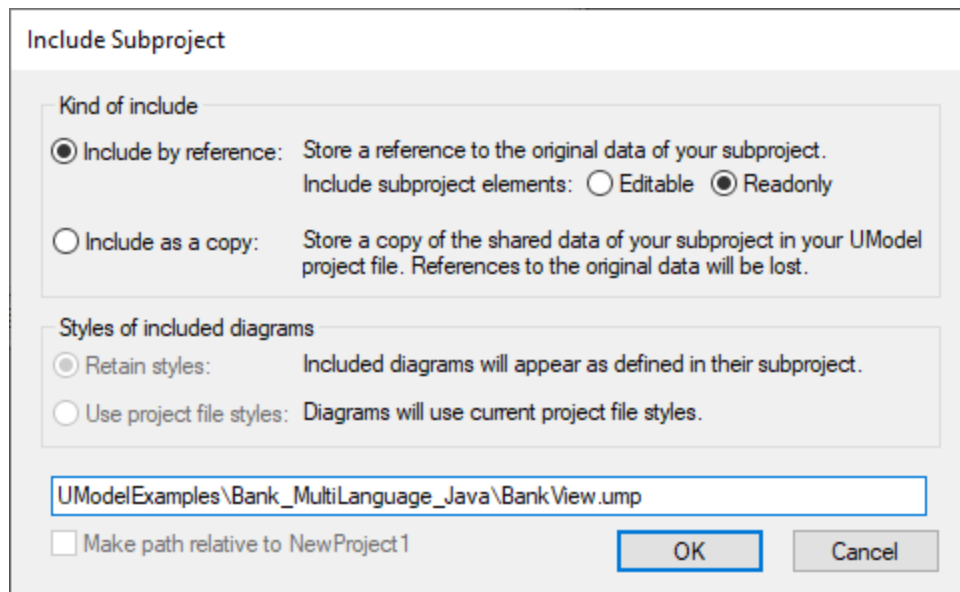 Include Subproject
Kind of include
Include by reference: Store a reference to the original data of your subproject.
Include subproject elements: Editable Readonly
Include as a copy: Store a copy of the shared data of your subproject in your UModel
project file. References to the original data will be lost.
Styles of included diagrams
Retain styles: Included diagrams will appear as defined in their subproject.
Use project file styles: Diagrams will use current project file styles.
UModelExamples\Bank_MultiLanguage_Java\BankView.ump
Make path relative to NewProject1
OK Cancel